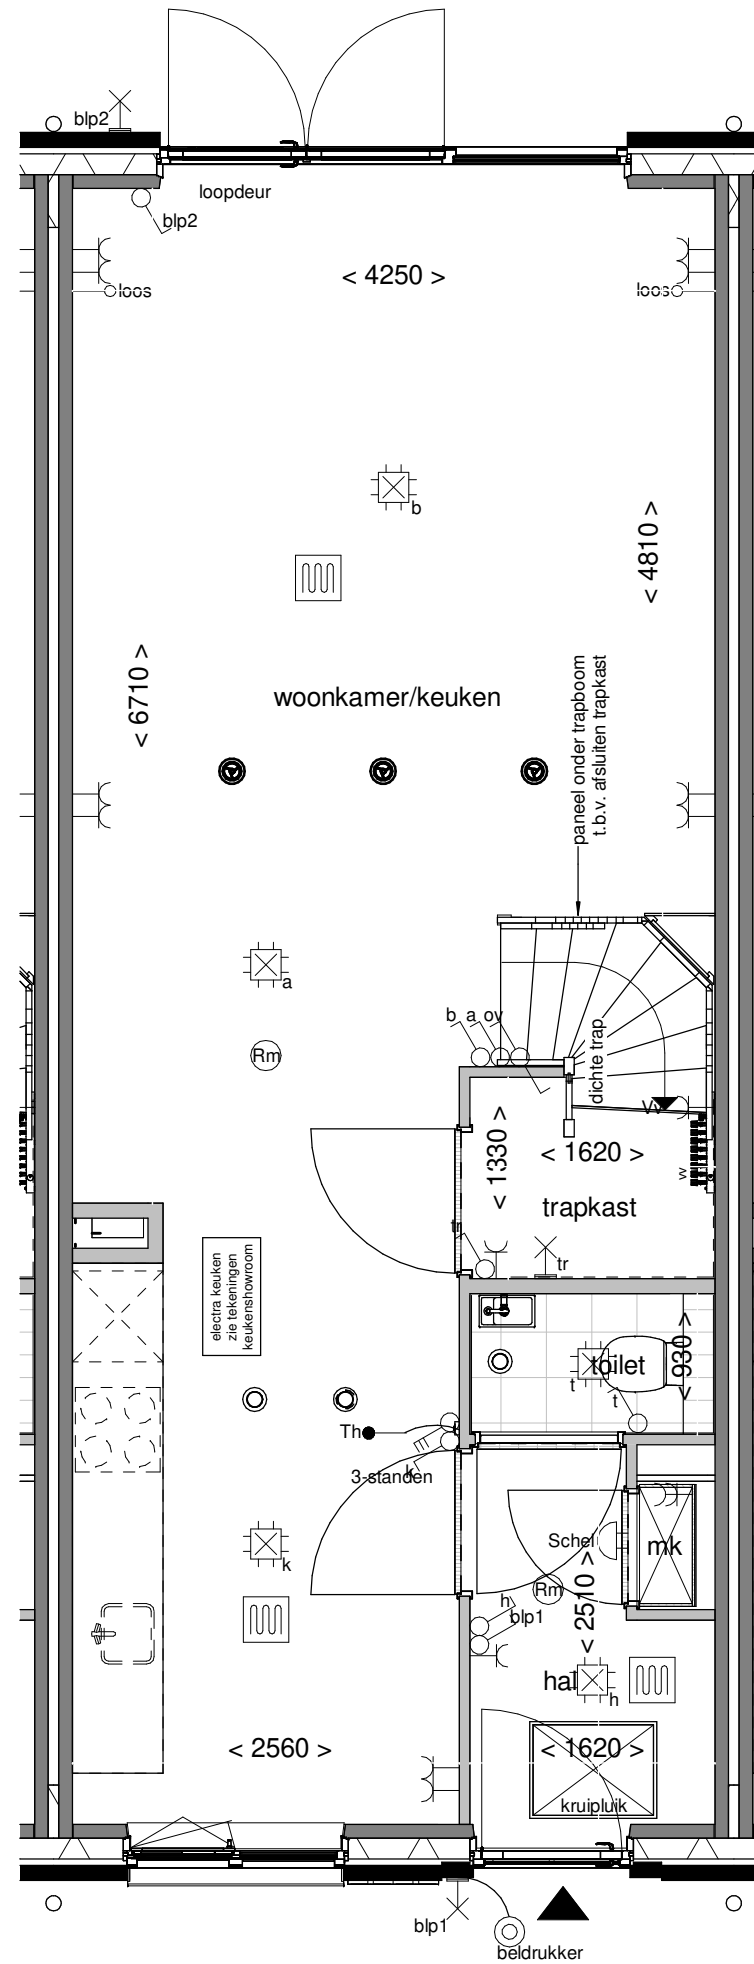 blp2
loopdeur
blp2
< 4250 >
loos
loos
b
< 4810 >
< 6710 >
woonkamer/keuken
paneel onder trapboom
t.b.v. afsluiten trapkast
a
b a ov
Rm
dichte trap
Vv
< 1330 >
< 1620 >
vv
trapkast
tr
tr
electra keuken
zie tekeningen
keukenshowroom
< 930 >
toilet
t
t
Th
k
3-standen
Schel
mk
k
Rm
< 2510 >
h
blp1
hal
h
< 2560 >
< 1620 >
kruipluik
blp1
beldrukker